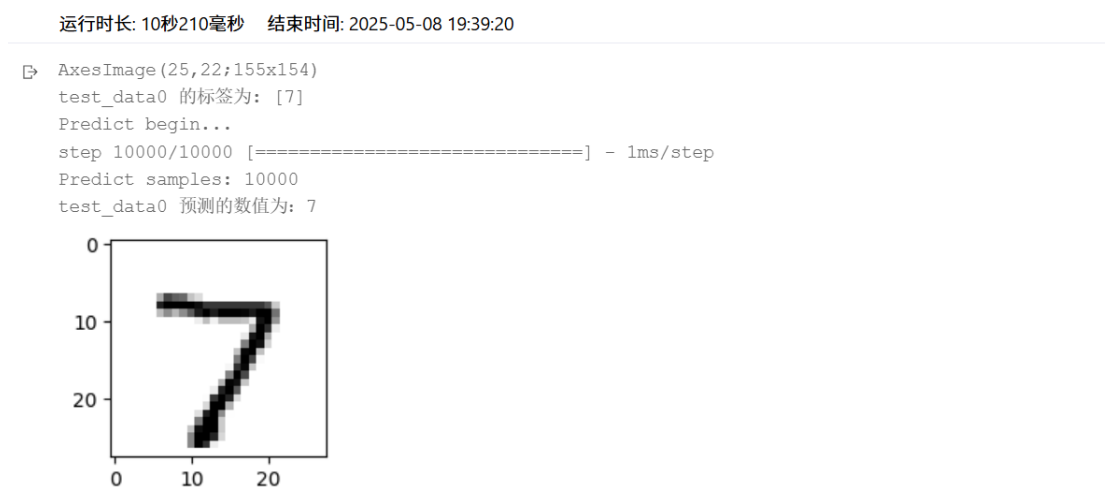 运行时长: 10秒210毫秒 结束时间: 2025-05-08 19:39:20
AxesImage(25,22;155x154)
test_data0 的标签为: [7]
Predict begin...
step 10000/10000 [==============================] - 1ms/step
Predict samples: 10000
test_data0 预测的数值为: 7
0
10
20
7
0 10 20